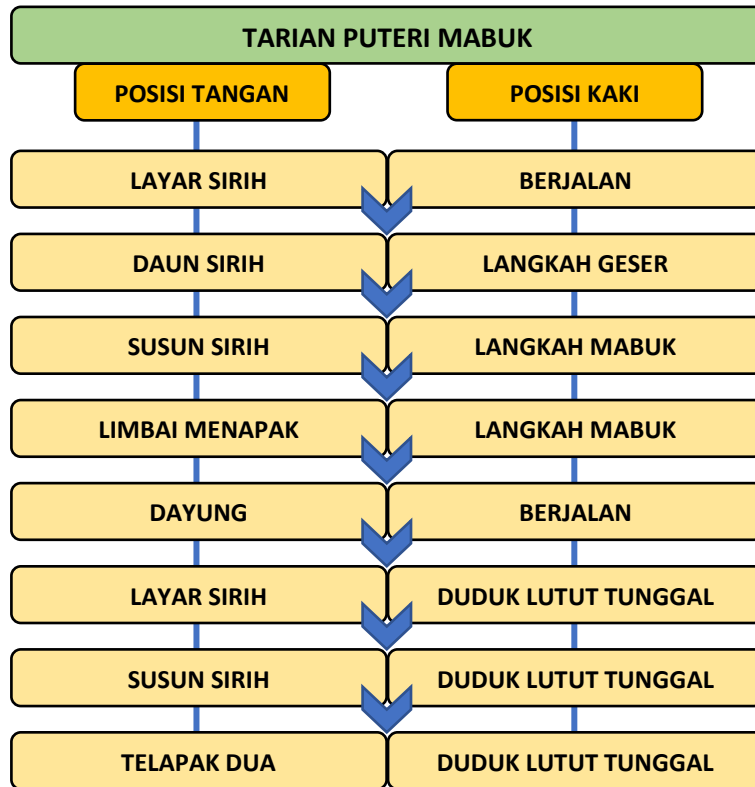 TARIAN PUTERI MABUK
POSISI TANGAN
POSISI KAKI
LAYAR SIRIH
BERJALAN
DAUN SIRIH
LANGKAH GESER
SUSUN SIRIH
LANGKAH MABUK
LIMBAI MENAPAK
LANGKAH MABUK
DAYUNG
BERJALAN
LAYAR SIRIH
DUDUK LUTUT TUNGGAL
SUSUN SIRIH
DUDUK LUTUT TUNGGAL
TELAPAK DUA
DUDUK LUTUT TUNGGAL